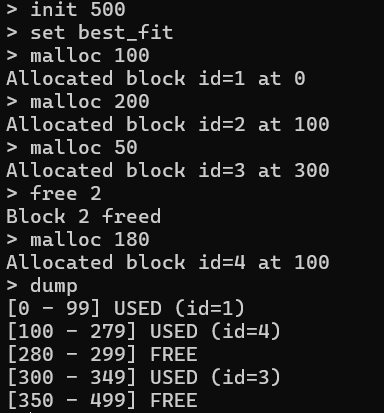 > init 500
> set best_fit
> malloc 100
Allocated block id=1 at 0
> malloc 200
Allocated block id=2 at 100
> malloc 50
Allocated block id=3 at 300
> free 2
Block 2 freed
> malloc 180
Allocated block id=4 at 100
> dump
[0 - 99] USED (id=1)
[100 - 279] USED (id=4)
[280 - 299] FREE
[300 - 349] USED (id=3)
[350 - 499] FREE